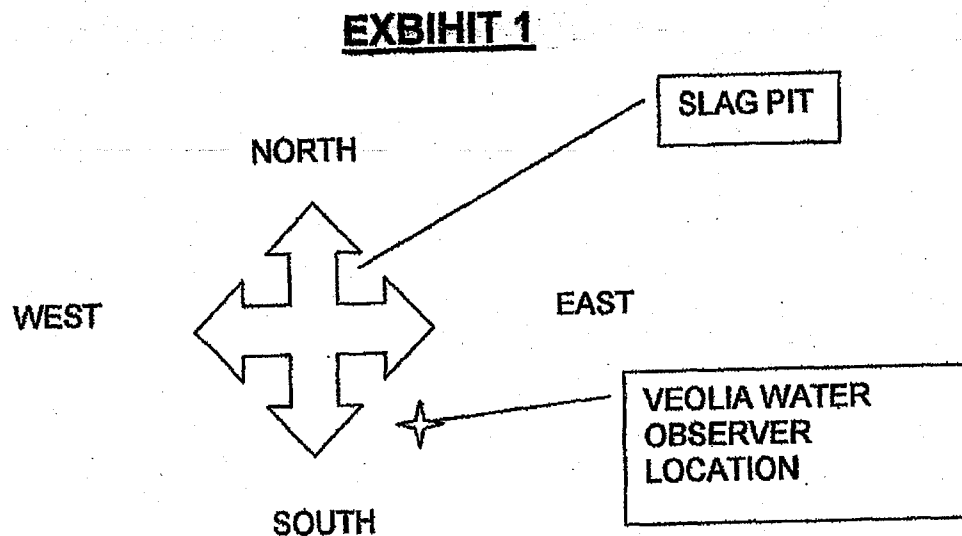 EXBIHIT 1
SLAG PIT
NORTH
WEST
EAST
VEOLIA WATER
OBSERVER
LOCATION
SOUTH